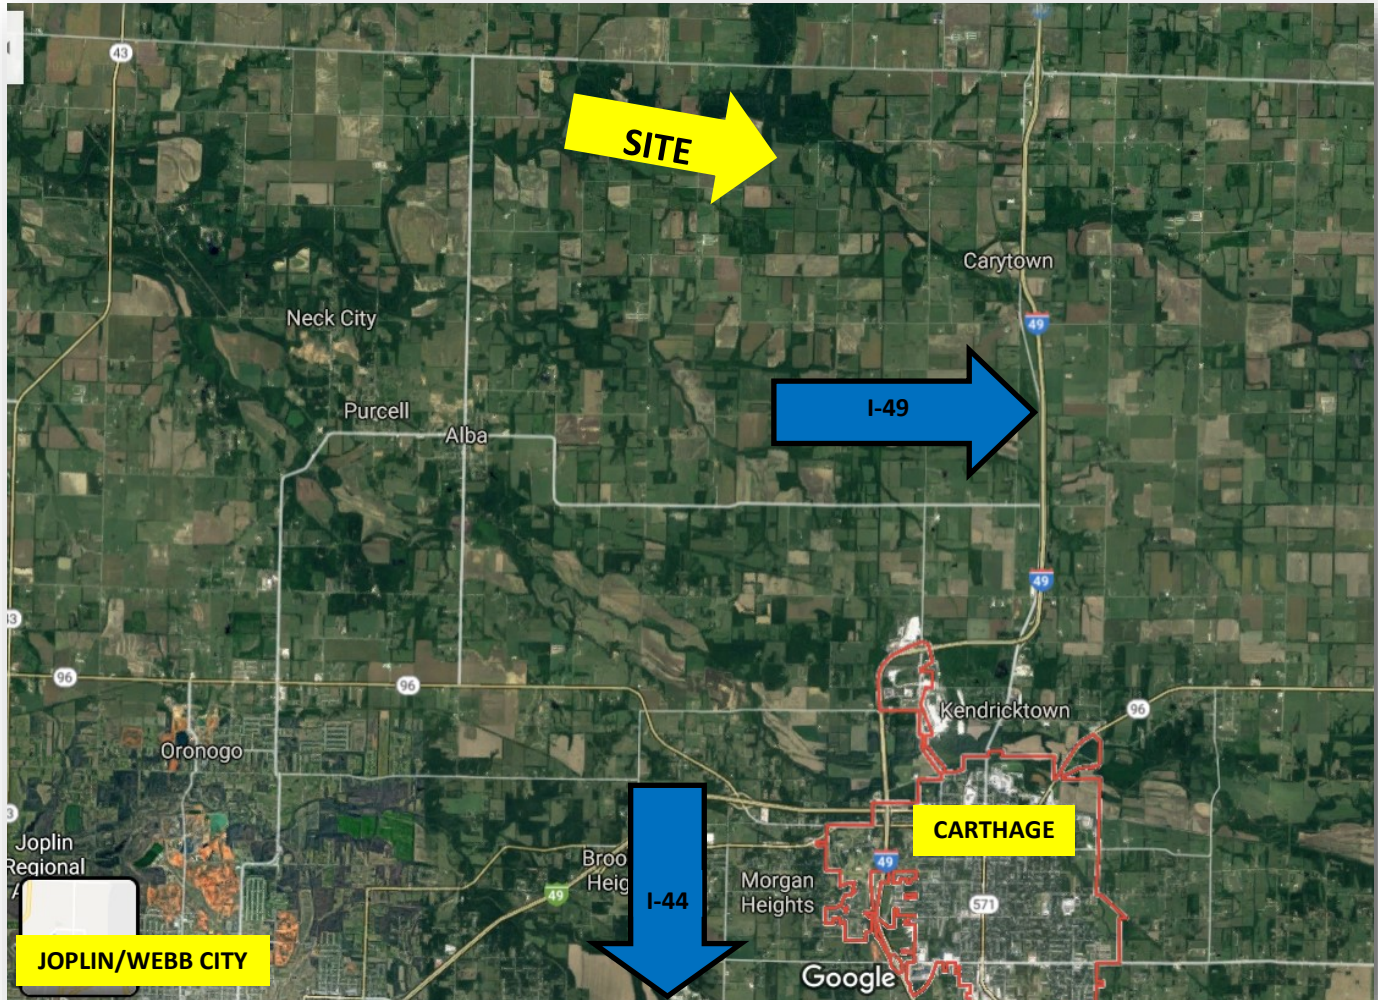 43
SITE
Carytown
49
Neck City
I-49
Purcell
Alba
49
96
96
Kendricktown
96
Oronogo
CARTHAGE
Joplin
Regional
49
Morgan
Heights
49
I-44
571
JOPLIN/WEBB CITY
Google